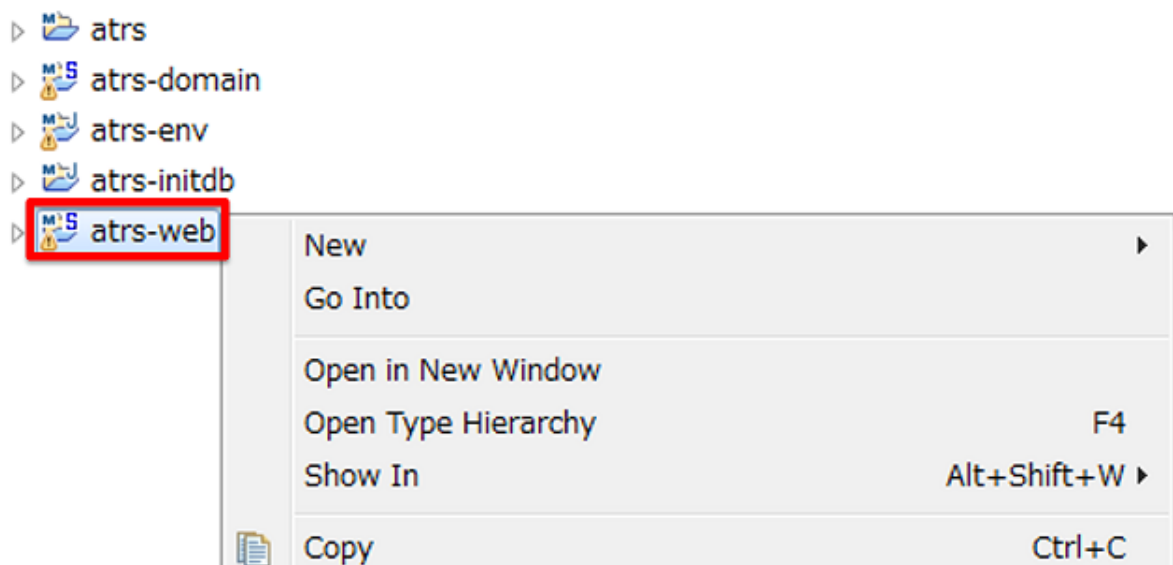 atrs
atrs-domain
atrs-env
atrs-initdb
atrs-web
New
Go Into
Open in New Window
Open Type Hierarchy F4
Show In Alt+Shift+W
Copy Ctrl+C